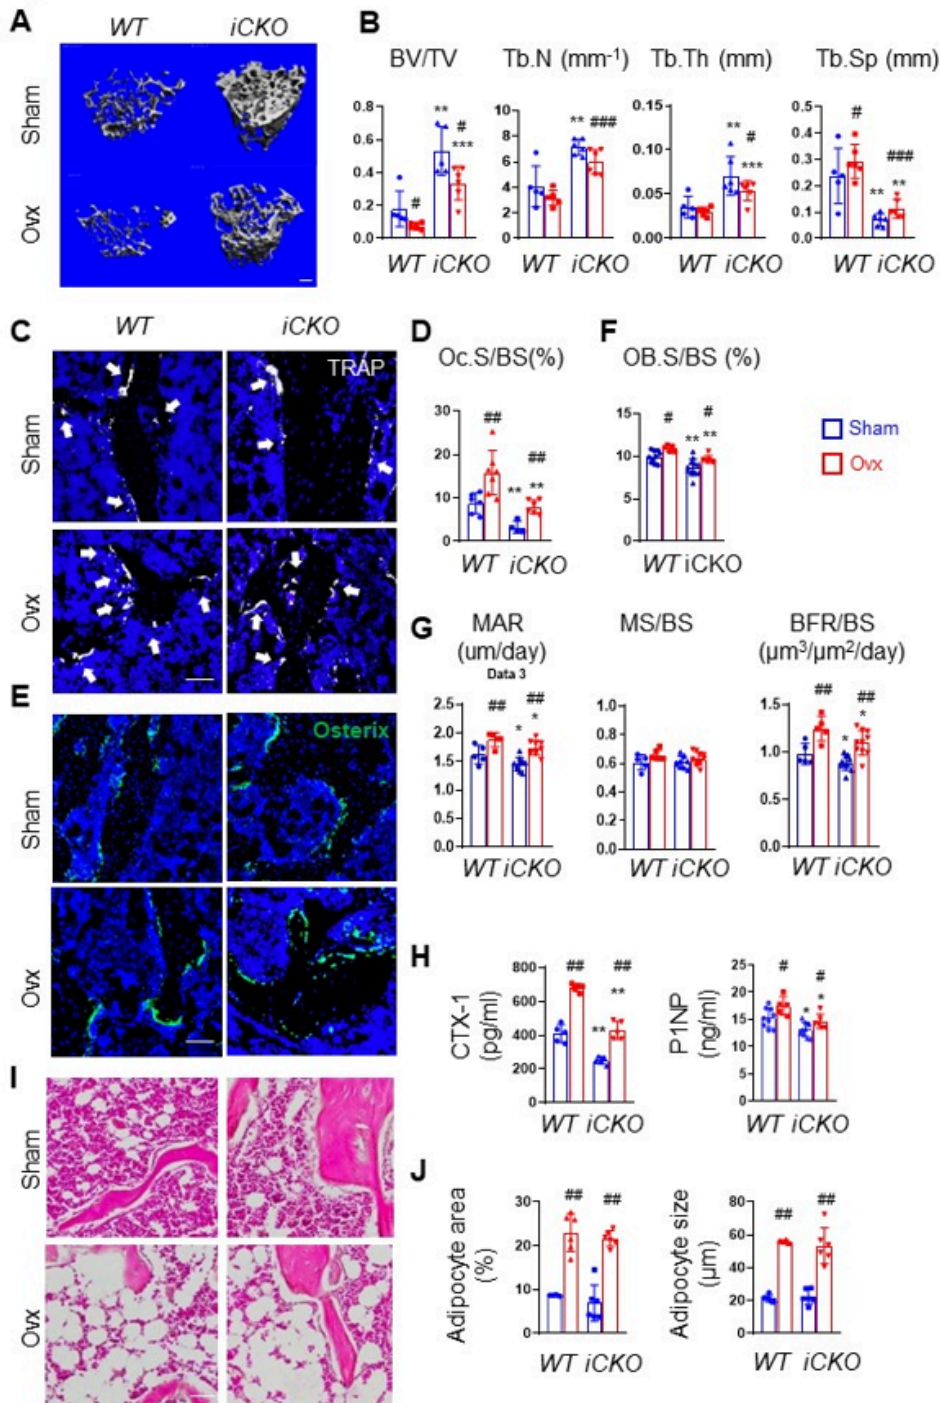 A
WT
iCKO
Sham
Ovx
B
BV/TV
0.8
0.6
0.4
0.2
0.0
**
#
#
***
WT iCKO
Tb.N (mm-1)
10
8
6
4
2
0
**
###
WT iCKO
Tb.Th (mm)
0.15
0.10
0.05
0.00
**
#
***
WT iCKO
Tb.Sp (mm)
0.5
0.4
0.3
0.2
0.1
0.0
#
###
**
**
WT iCKO
C
WT
iCKO
TRAP
Sham
Ovx
D
Oc.S/BS(%)
30
20
10
0
##
##
**
**
WT iCKO
F
OB.S/BS (%)
15
10
5
0
#
#
**
**
WT iCKO
Sham
Ovx
E
Osterix
Sham
Ovx
G
MAR
(um/day)
Data 3
2.5
2.0
1.5
1.0
0.5
0.0
##
##
*
*
WT iCKO
MS/BS
1.0
0.8
0.6
0.4
0.2
0.0
WT iCKO
BFR/BS
(µm3/µm2/day)
1.5
1.0
0.5
0.0
##
##
*
*
WT iCKO
H
CTX-1
(pg/ml)
800
600
400
200
0
##
##
**
**
WT iCKO
P1NP
(ng/ml)
25
20
15
10
5
0
#
#
*
*
WT iCKO
I
Sham
Ovx
J
Adipocyte area
(%)
30
20
10
0
##
##
WT iCKO
Adipocyte size
(µm)
80
60
40
20
0
##
##
WT iCKO